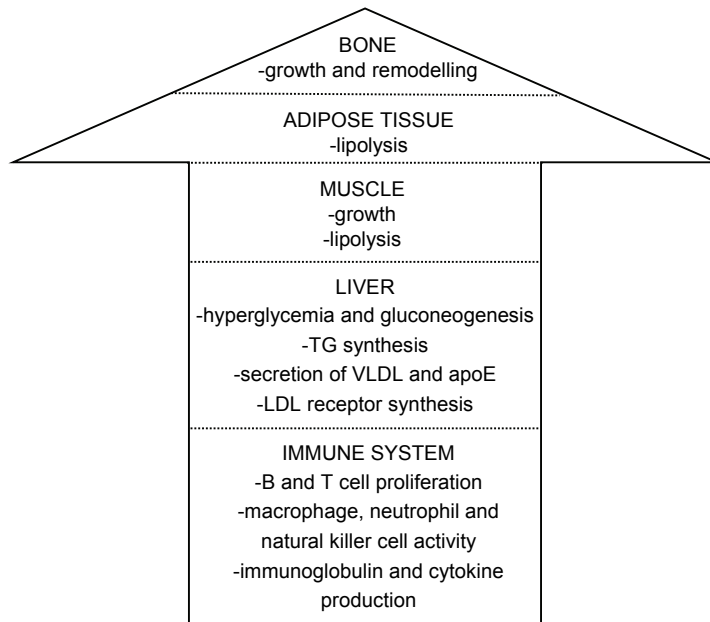 BONE
-growth and remodelling
ADIPOSE TISSUE
-lipolysis
MUSCLE
-growth
-lipolysis
LIVER
-hyperglycemia and gluconeogenesis
-TG synthesis
-secretion of VLDL and apoE
-LDL receptor synthesis
IMMUNE SYSTEM
-B and T cell proliferation
-macrophage, neutrophil and
natural killer cell activity
-immunoglobulin and cytokine
production